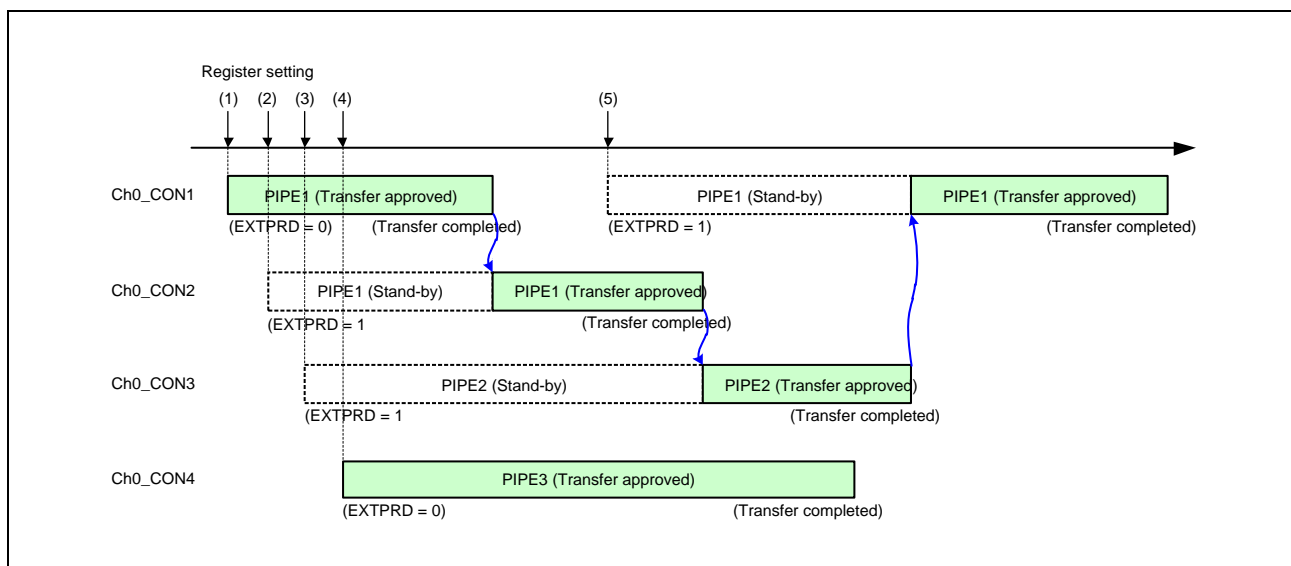 Register setting
(1) (2) (3) (4) (5)
Ch0_CON1 PIPE1 (Transfer approved) PIPE1 (Stand-by) PIPE1 (Transfer approved)
(EXTPRD = 0) (Transfer completed) (EXTPRD = 1) (Transfer completed)
Ch0_CON2 PIPE1 (Stand-by) PIPE1 (Transfer approved)
(EXTPRD = 1 (Transfer completed)
Ch0_CON3 PIPE2 (Stand-by) PIPE2 (Transfer approved)
(EXTPRD = 1 (Transfer completed)
Ch0_CON4 PIPE3 (Transfer approved)
(EXTPRD = 0) (Transfer completed)